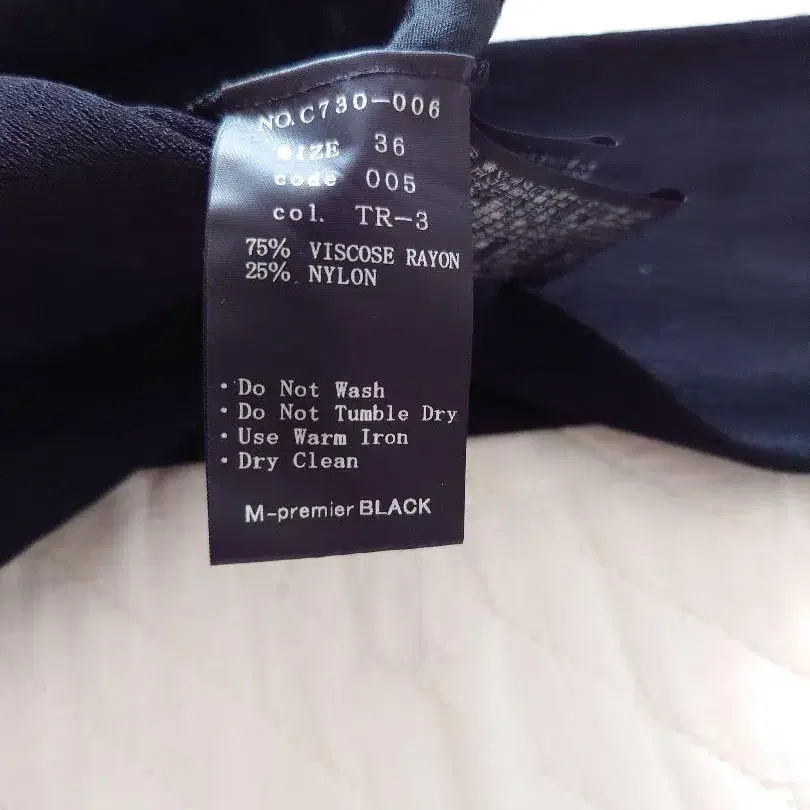 NO.C730-006
SIZE 36
code 005
col. TR-3
75% VISCOSE RAYON
25% NYLON
・Do Not Wash
・Do Not Tumble Dry
・Use Warm Iron
・Dry Clean
M-premier BLACK